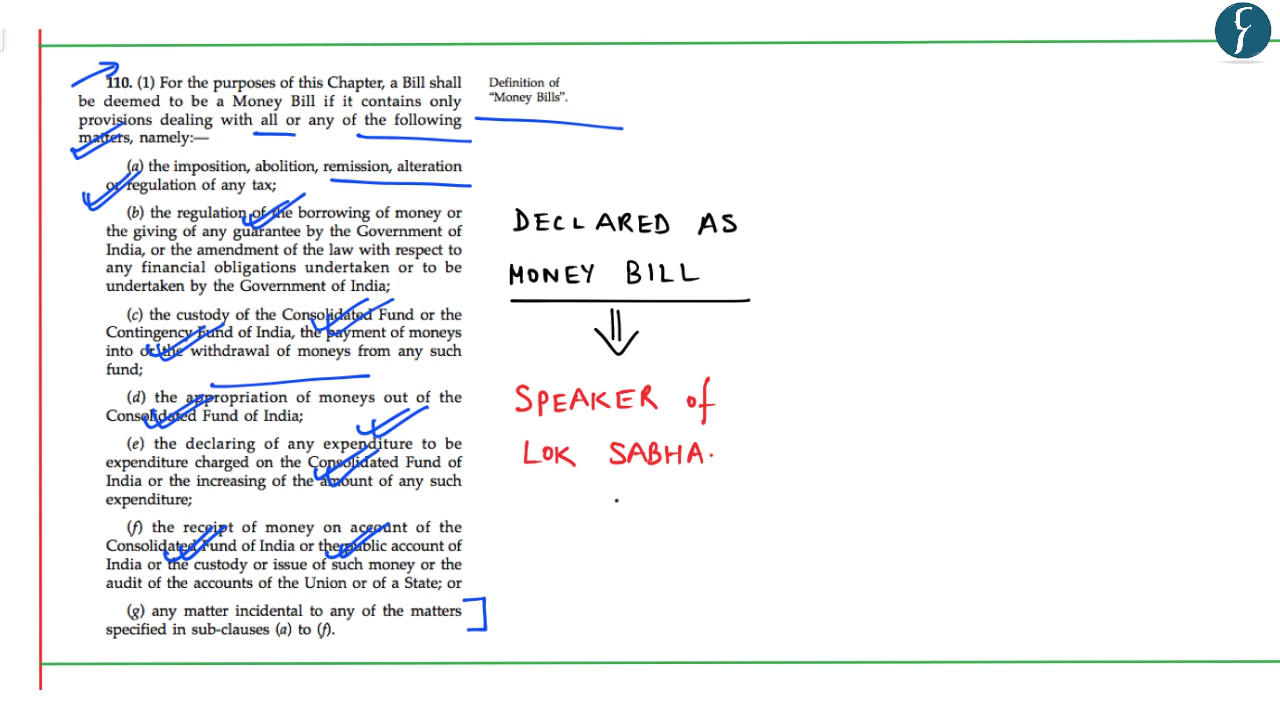 110. (1) For the purposes of this Chapter, a Bill shall
be deemed to be a Money Bill if it contains only
provisions dealing with all or any of the following
matters, namely:—
Definition of
“Money Bills”.
(a) the imposition, abolition, remission, alteration
or regulation of any tax;
(b) the regulation of the borrowing of money or
the giving of any guarantee by the Government of
India, or the amendment of the law with respect to
any financial obligations undertaken or to be
undertaken by the Government of India;
(c) the custody of the Consolidated Fund or the
Contingency Fund of India, the payment of moneys
into or the withdrawal of moneys from any such
fund;
(d) the appropriation of moneys out of the
Consolidated Fund of India;
(e) the declaring of any expenditure to be
expenditure charged on the Consolidated Fund of
India or the increasing of the amount of any such
expenditure;
(f) the receipt of money on account of the
Consolidated Fund of India or the public account of
India or the custody or issue of such money or the
audit of the accounts of the Union or of a State; or
(g) any matter incidental to any of the matters
specified in sub-clauses (a) to (f).
DECLARED AS
MONEY BILL
SPEAKER of
LOK SABHA.